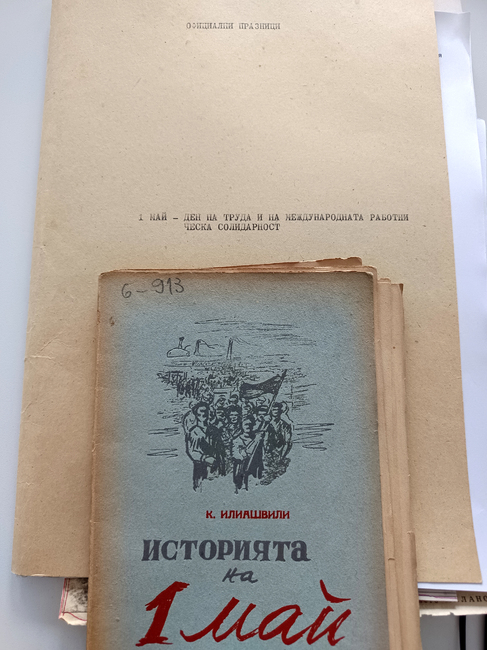 ОФИЦИАЛНИ ПРАЗНИЦИ
1 МАЙ – ДЕН НА ТРУДА И НА МЕЖДУНАРОДНАТА РАБОТНИ
ЧЕСКА СОЛИДАРНОСТ
6-913
К. ИЛИАШВИЛИ
ИСТОРИЯТА
на
1 май